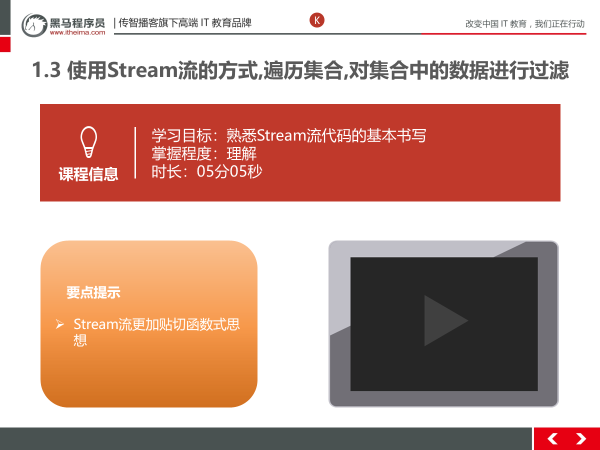 黑马程序员
www.itheima.com
传智播客旗下高端 IT 教育品牌
K
改变中国 IT 教育，我们正在行动
1.3 使用Stream流的方式,遍历集合,对集合中的数据进行过滤
课程信息
学习目标：熟悉Stream流代码的基本书写
掌握程度：理解
时长：05分05秒
要点提示
Stream流更加贴切函数式思
想